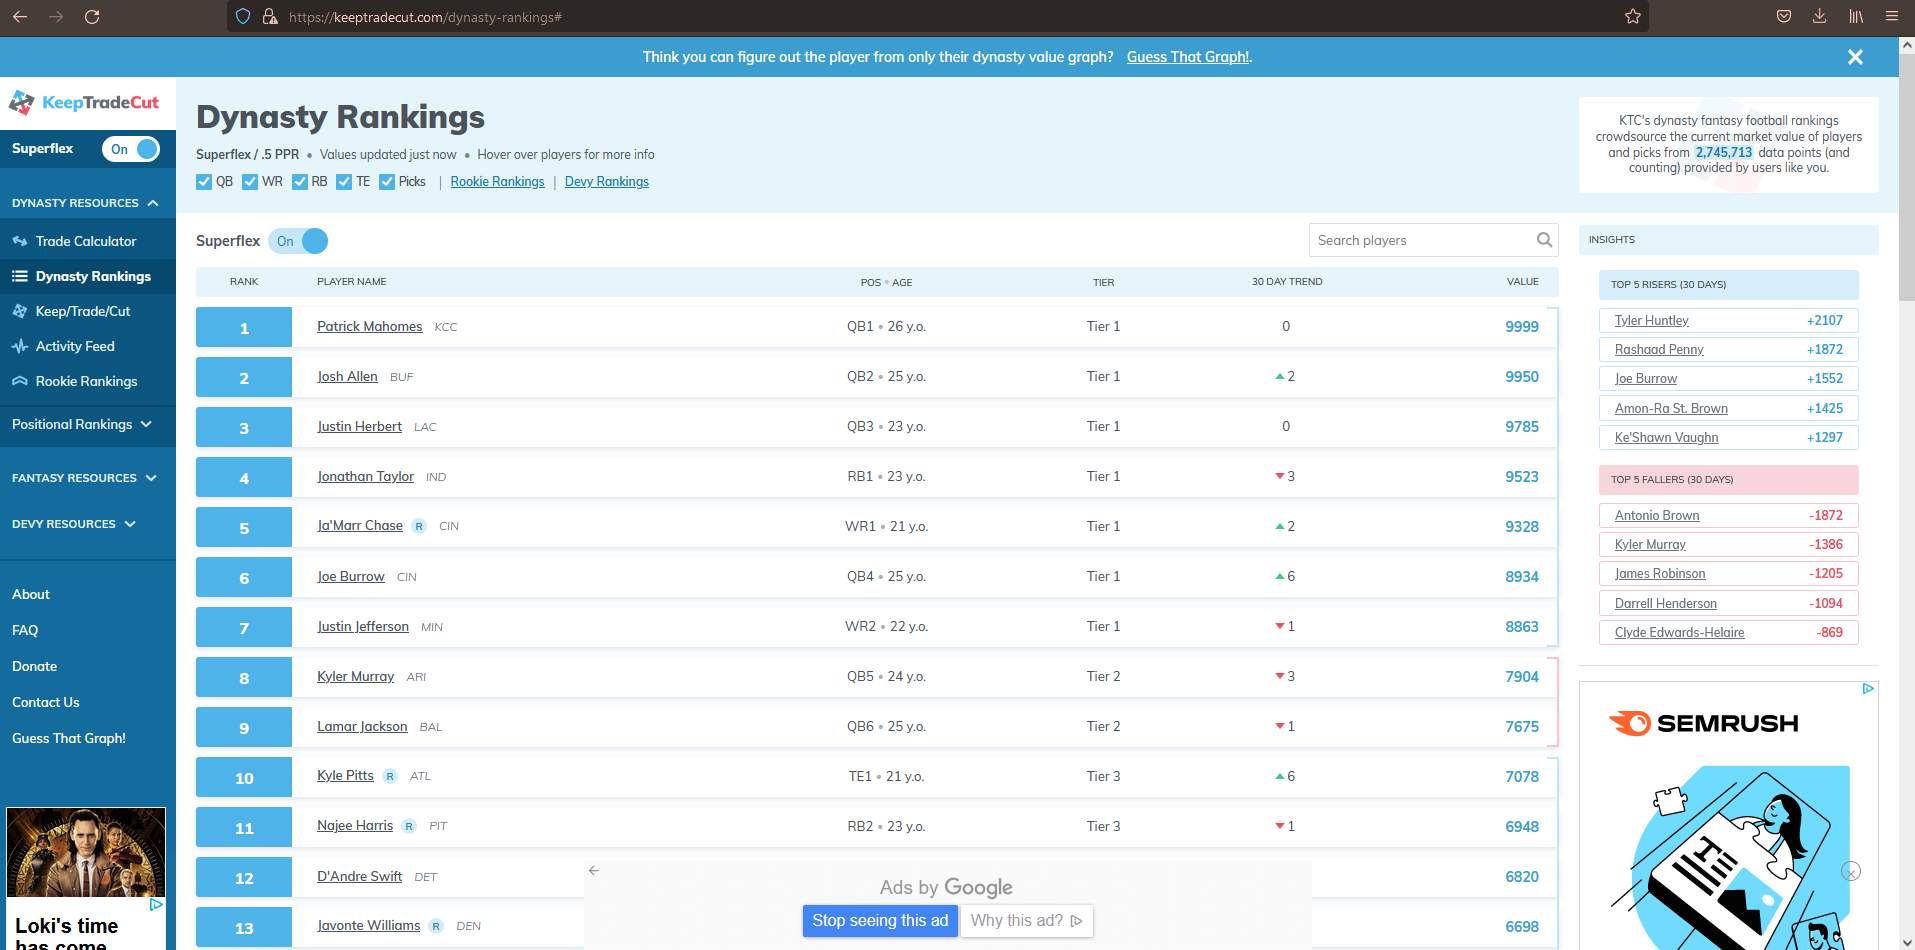 https://keeptradecut.com/dynasty-rankings#
Think you can figure out the player from only their dynasty value graph? Guess That Graph!.
KeepTradeCut
Superflex On
DYNASTY RESOURCES
Trade Calculator
Dynasty Rankings
Keep/Trade/Cut
Activity Feed
Rookie Rankings
Positional Rankings
FANTASY RESOURCES
DEVY RESOURCES
About
FAQ
Donate
Contact Us
Guess That Graph!
Loki's time
has come
Dynasty Rankings
Superflex / .5 PPR • Values updated just now • Hover over players for more info
QB WR RB TE Picks | Rookie Rankings | Devy Rankings
KTC's dynasty fantasy football rankings
crowdsource the current market value of players
and picks from 2,745,713 data points (and
counting) provided by users like you.
Superflex On
Search players
RANK PLAYER NAME POS • AGE TIER 30 DAY TREND VALUE
1 Patrick Mahomes KCC QB1 • 26 y.o. Tier 1 0 9999
2 Josh Allen BUF QB2 • 25 y.o. Tier 1 2 9950
3 Justin Herbert LAC QB3 • 23 y.o. Tier 1 0 9785
4 Jonathan Taylor IND RB1 • 23 y.o. Tier 1 3 9523
5 Ja'Marr Chase R CIN WR1 • 21 y.o. Tier 1 2 9328
6 Joe Burrow CIN QB4 • 25 y.o. Tier 1 6 8934
7 Justin Jefferson MIN WR2 • 22 y.o. Tier 1 1 8863
8 Kyler Murray ARI QB5 • 24 y.o. Tier 2 3 7904
9 Lamar Jackson BAL QB6 • 25 y.o. Tier 2 1 7675
10 Kyle Pitts R ATL TE1 • 21 y.o. Tier 3 6 7078
11 Najee Harris R PIT RB2 • 23 y.o. Tier 3 1 6948
12 D'Andre Swift DET 6820
13 Javonte Williams R DEN 6698
Ads by Google
Stop seeing this ad Why this ad?
INSIGHTS
TOP 5 RISERS (30 DAYS)
Tyler Huntley +2107
Rashaad Penny +1872
Joe Burrow +1552
Amon-Ra St. Brown +1425
Ke'Shawn Vaughn +1297
TOP 5 FALLERS (30 DAYS)
Antonio Brown -1872
Kyler Murray -1386
James Robinson -1205
Darrell Henderson -1094
Clyde Edwards-Helaire -869
SEMRUSH